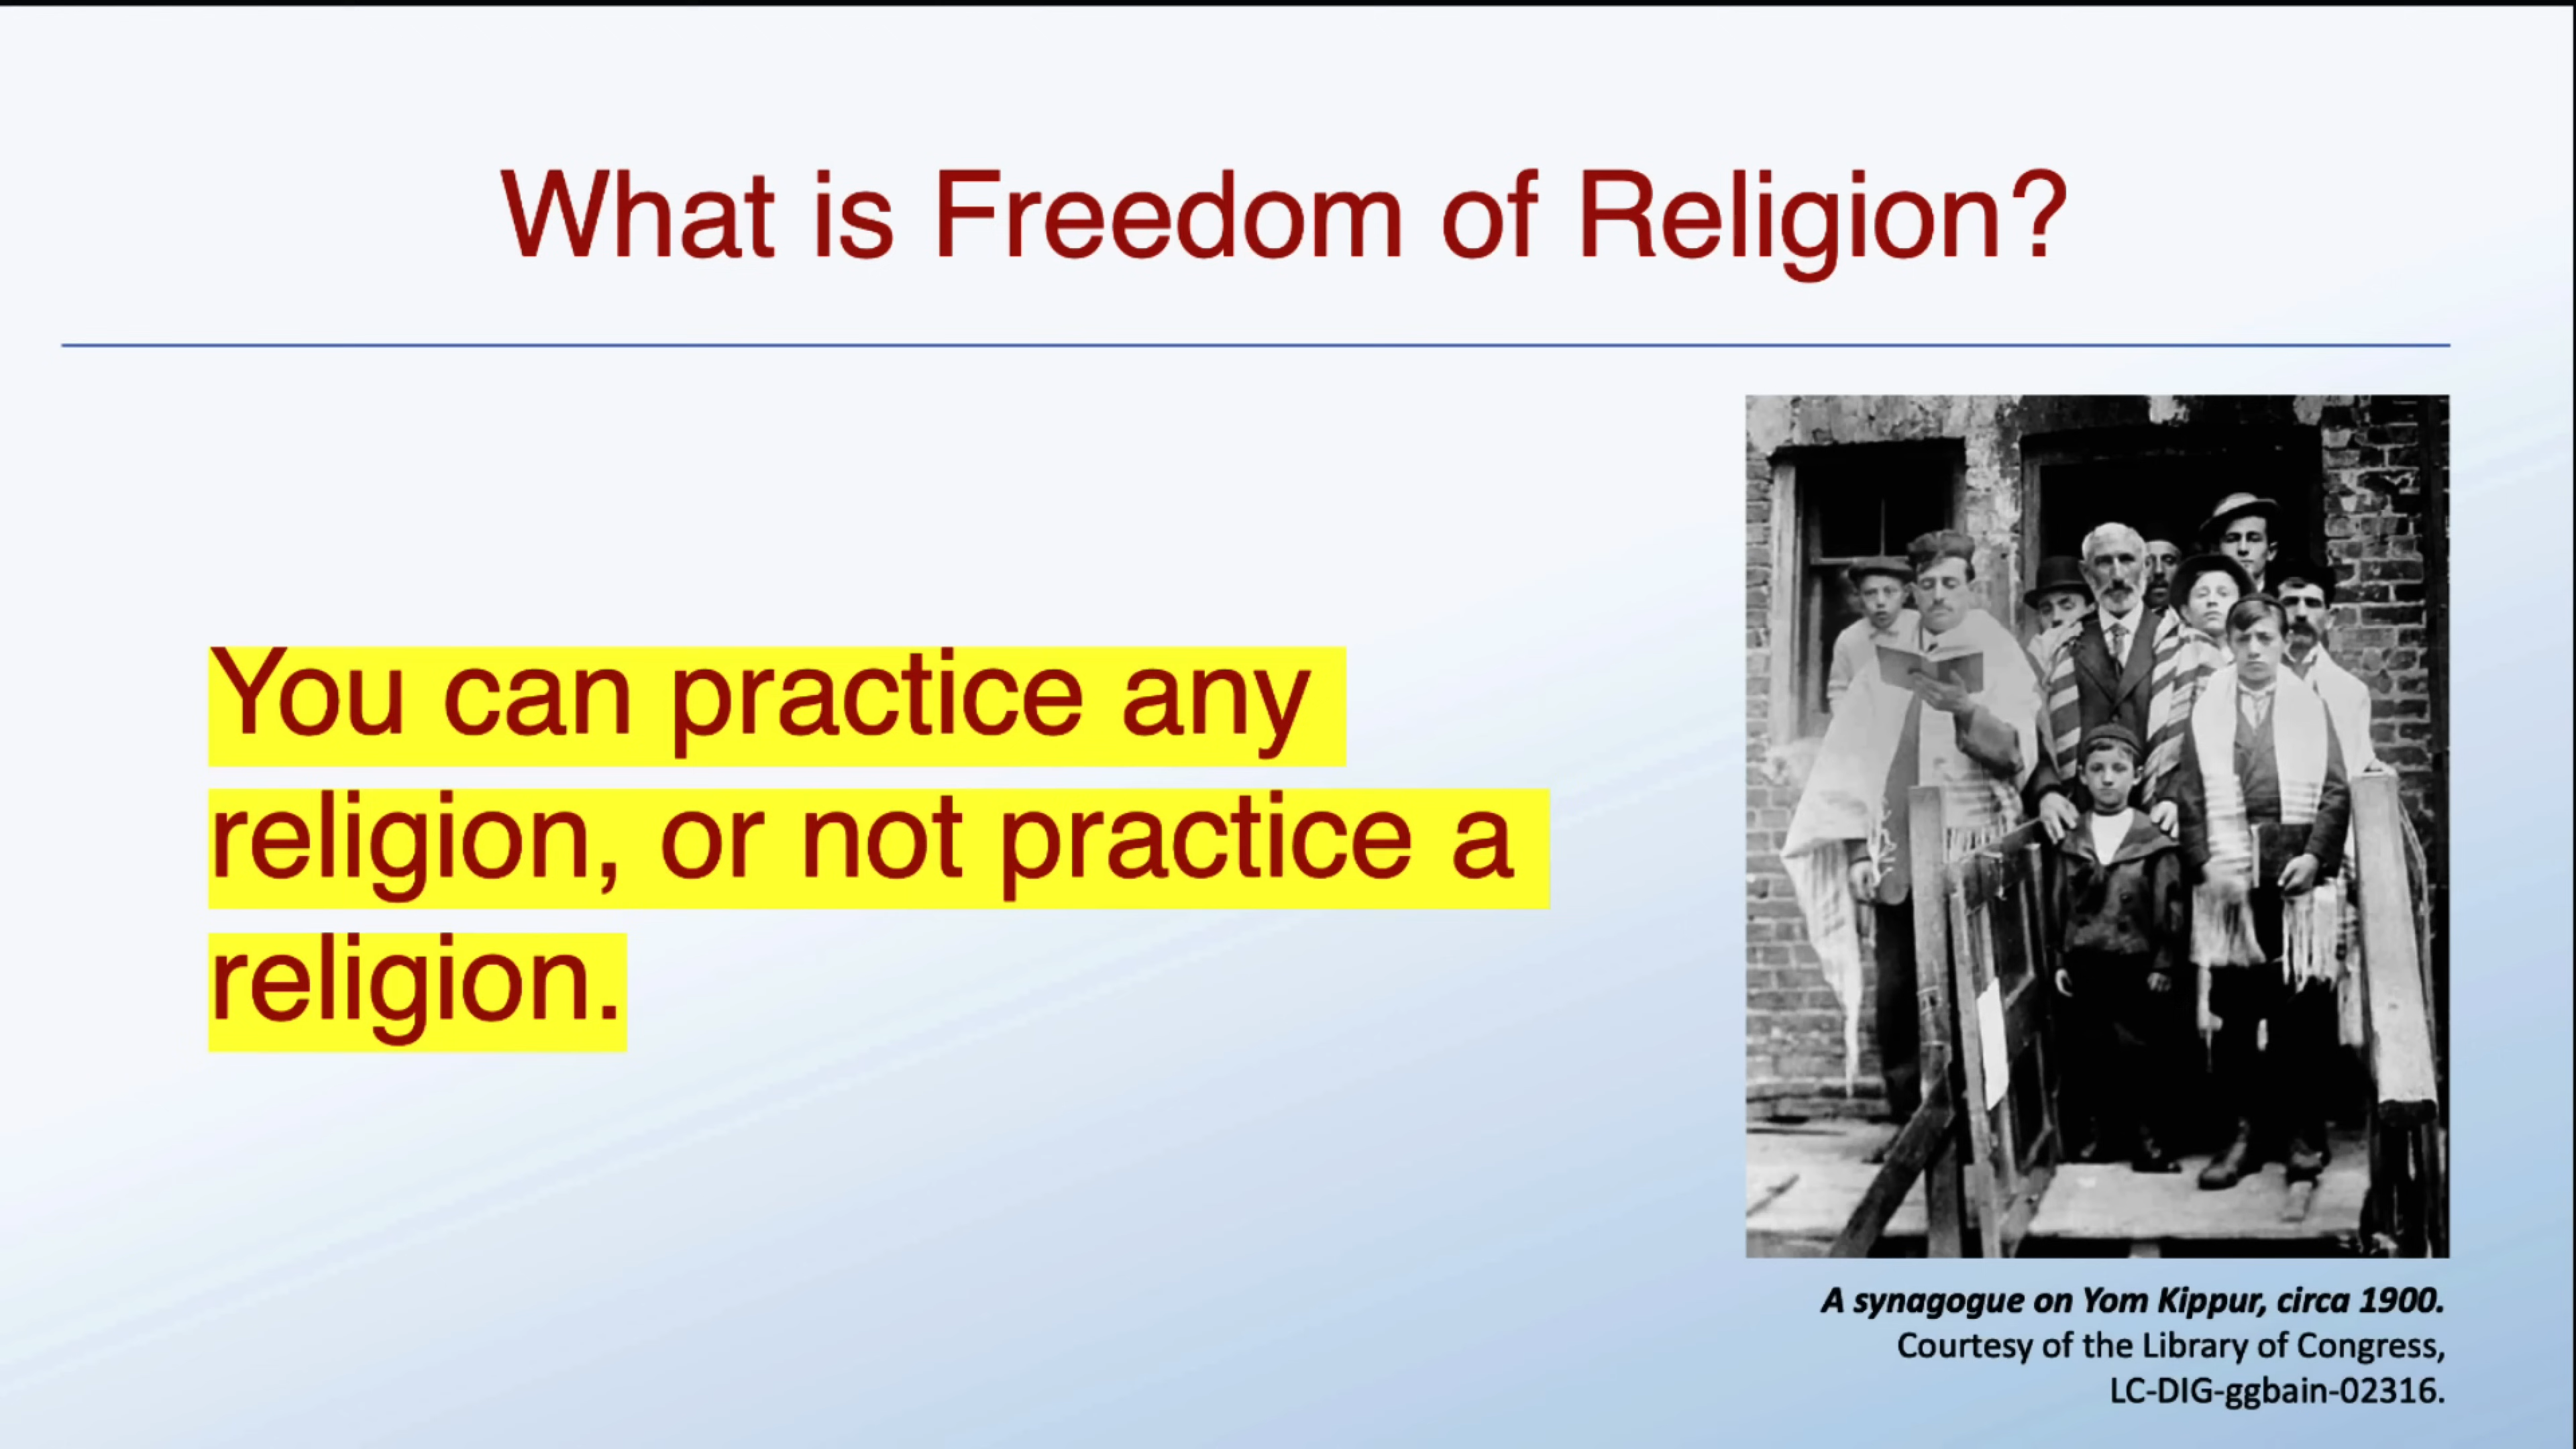 What is Freedom of Religion?
You can practice any
religion, or not practice a
religion.
A synagogue on Yom Kippur, circa 1900.
Courtesy of the Library of Congress,
LC-DIG-ggbain-02316.